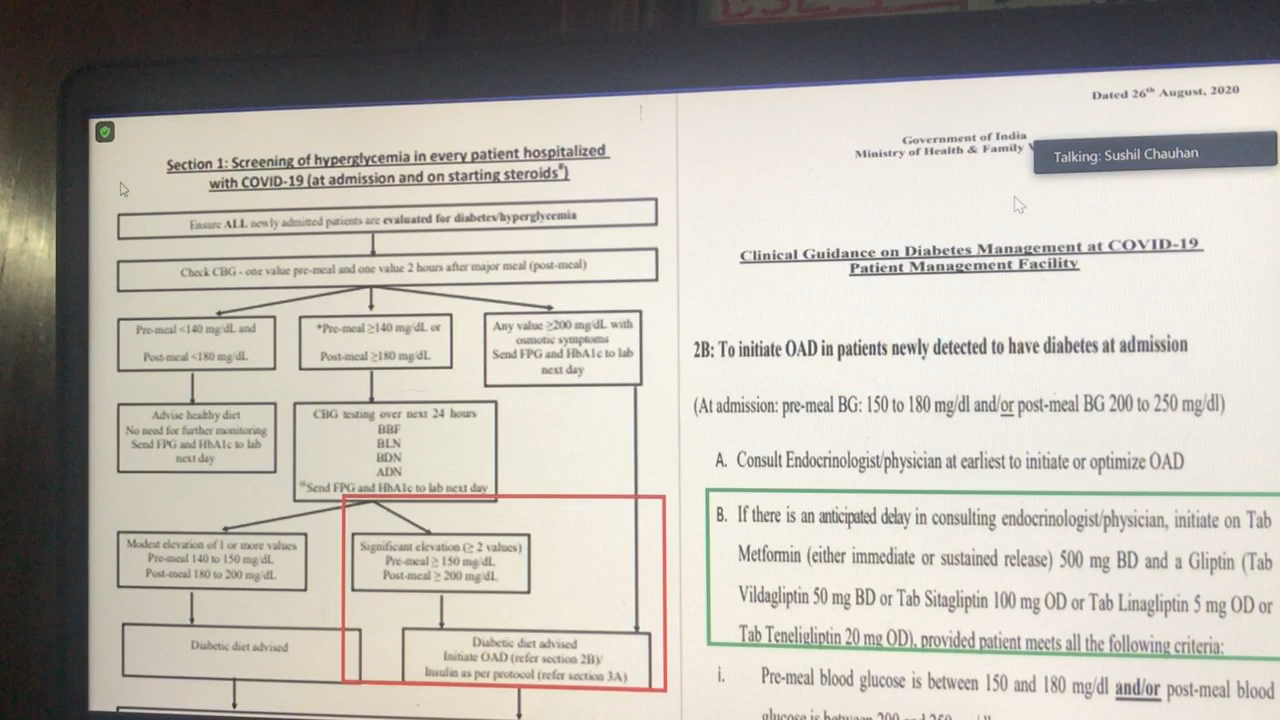 Section 1: Screening of hyperglycemia in every patient hospitalized
with COVID-19 (at admission and on starting steroids#)
Ensure ALL newly admitted patients are evaluated for diabetes/hyperglycemia
Check CBG - one value pre-meal and one value 2 hours after major meal (post-meal)
Pre-meal <140 mg/dL and
Post-meal <180 mg/dL
*Pre-meal ≥140 mg/dL or
Post-meal ≥180 mg/dL
Any value ≥200 mg/dL with
osmotic symptoms
Send FPG and HbA1c to lab
next day
Advise healthy diet
No need for further monitoring
Send FPG and HbA1c to lab
next day
CBG testing over next 24 hours
BBF
BLN
BDN
ADN
Send FPG and HbA1c to lab next day
Modest elevation of 1 or more values
Pre-meal 140 to 150 mg/dL
Post-meal 180 to 200 mg/dL
Significant elevation (≥ 2 values)
Pre-meal ≥ 150 mg/dL
Post-meal ≥ 200 mg/dL
Diabetic diet advised
Diabetic diet advised
Initiate OAD (refer section 2B)/
Insulin as per protocol (refer section 3A)
Dated 26th August, 2020
Government of India
Ministry of Health & Family
Talking: Sushil Chauhan
Clinical Guidance on Diabetes Management at COVID-19
Patient Management Facility
2B: To initiate OAD in patients newly detected to have diabetes at admission
(At admission: pre-meal BG: 150 to 180 mg/dl and/or post-meal BG 200 to 250 mg/dl)
A. Consult Endocrinologist/physician at earliest to initiate or optimize OAD
B. If there is an anticipated delay in consulting endocrinologist/physician, initiate on Tab
Metformin (either immediate or sustained release) 500 mg BD and a Gliptin (Tab
Vildagliptin 50 mg BD or Tab Sitagliptin 100 mg OD or Tab Linagliptin 5 mg OD or
Tab Teneligliptin 20 mg OD), provided patient meets all the following criteria:
i. Pre-meal blood glucose is between 150 and 180 mg/dl and/or post-meal blood
glucose is between 200